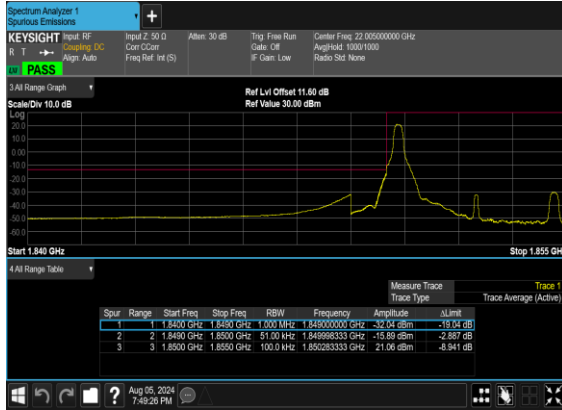 Spectrum Analyzer 1
Spurious Emissions
KEYSIGHT Input: RF Input Z: 50 Ω Atten: 30 dB Trig: Free Run Center Freq: 22.005000000 GHz
R T Coupling: DC Corr CCorr Gate: Off Avg|Hold: 1000/1000
Align: Auto Freq Ref: Int (S) IF Gain: Low Radio Std: None
PASS
3 All Range Graph
Ref Lvl Offset 11.60 dB
Scale/Div 10.0 dB Ref Value 30.00 dBm
Log
20.0
10.0
0.00
-10.0
-20.0
-30.0
-40.0
-50.0
-60.0
Start 1.840 GHz Stop 1.855 GH
4 All Range Table
Measure Trace Trace 1
Trace Type Trace Average (Active)
Spur Range Start Freq Stop Freq RBW Frequency Amplitude ΔLimit
1 1 1.8400 GHz 1.8490 GHz 1.000 MHz 1.849000000 GHz -32.04 dBm -19.04 dB
2 2 1.8490 GHz 1.8500 GHz 51.00 kHz 1.849998333 GHz -15.89 dBm -2.887 dB
3 3 1.8500 GHz 1.8550 GHz 100.0 kHz 1.850283333 GHz 21.06 dBm -8.941 dB
Aug 05, 2024
7:49:26 PM